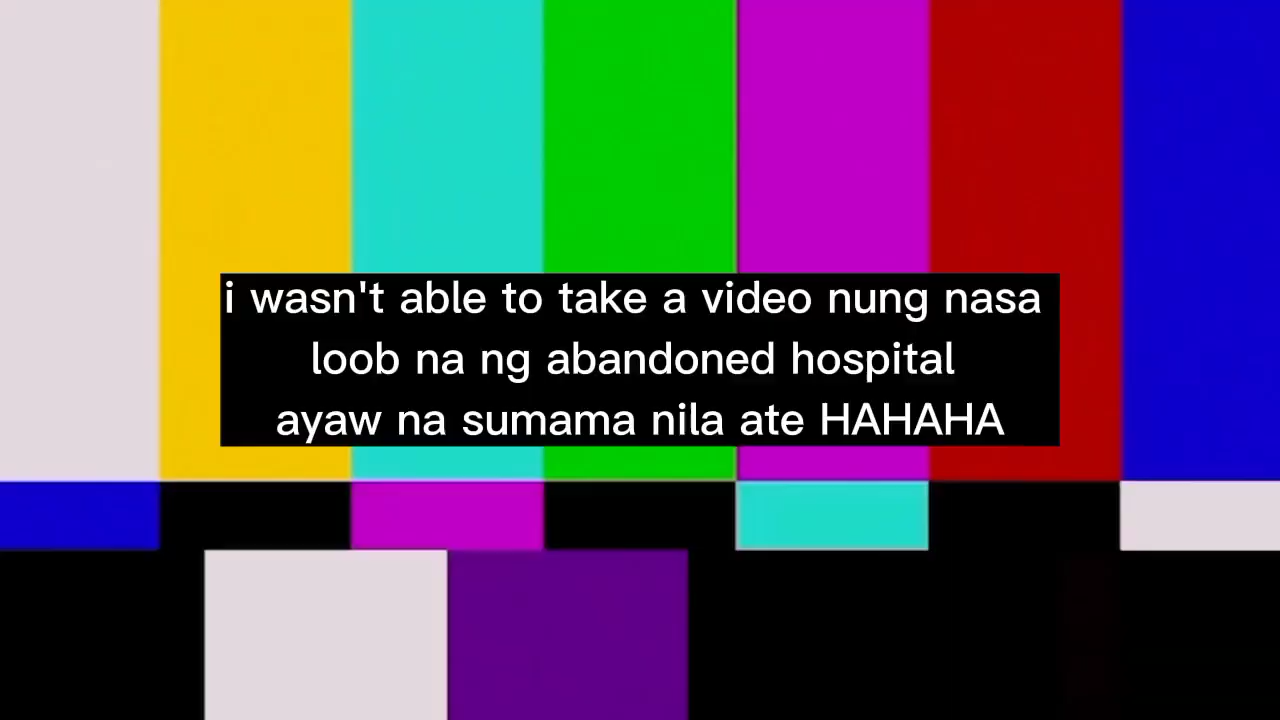 i wasn't able to take a video nung nasa
loob na ng abandoned hospital
ayaw na sumama nila ate HAHAHA